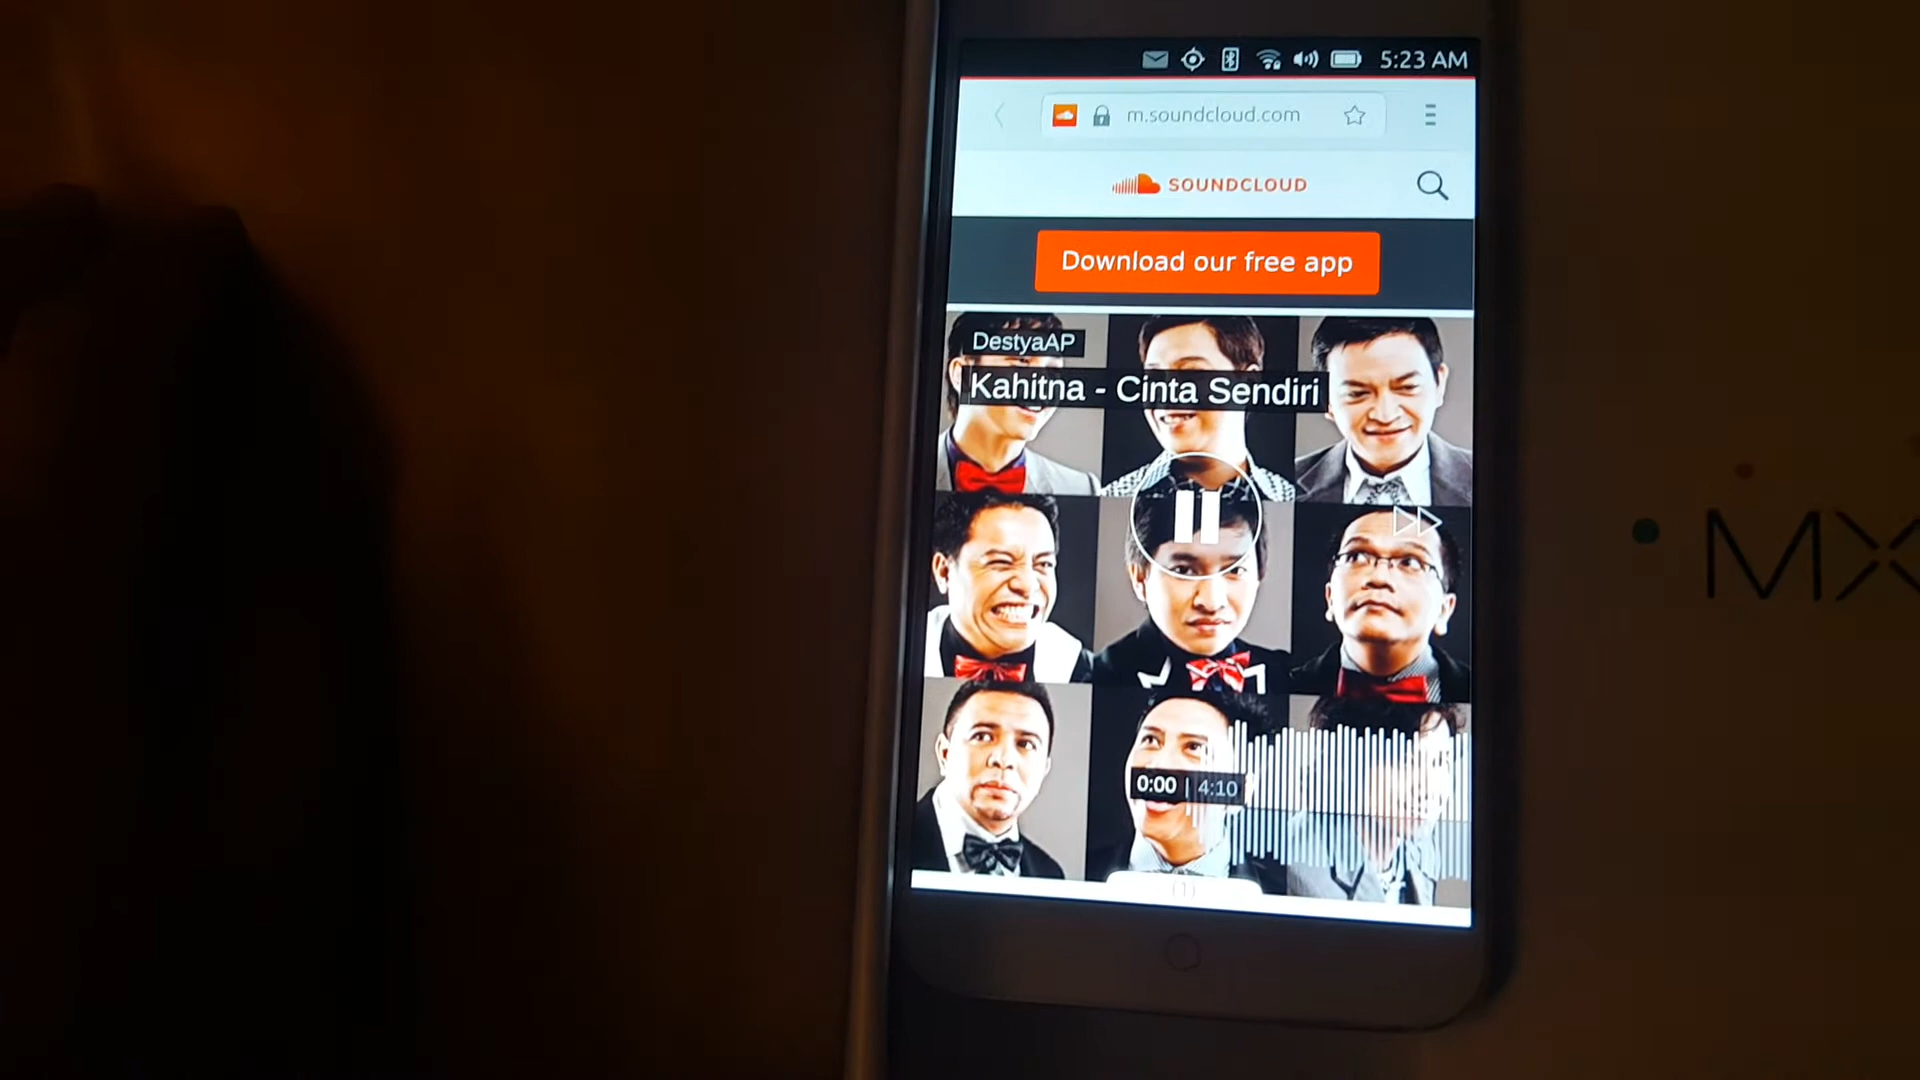 5:23 AM
m.soundcloud.com
SOUNDCLOUD
Download our free app
DestyaAP
Kahitna - Cinta Sendiri
0:00 | 4:10
(1)
MX